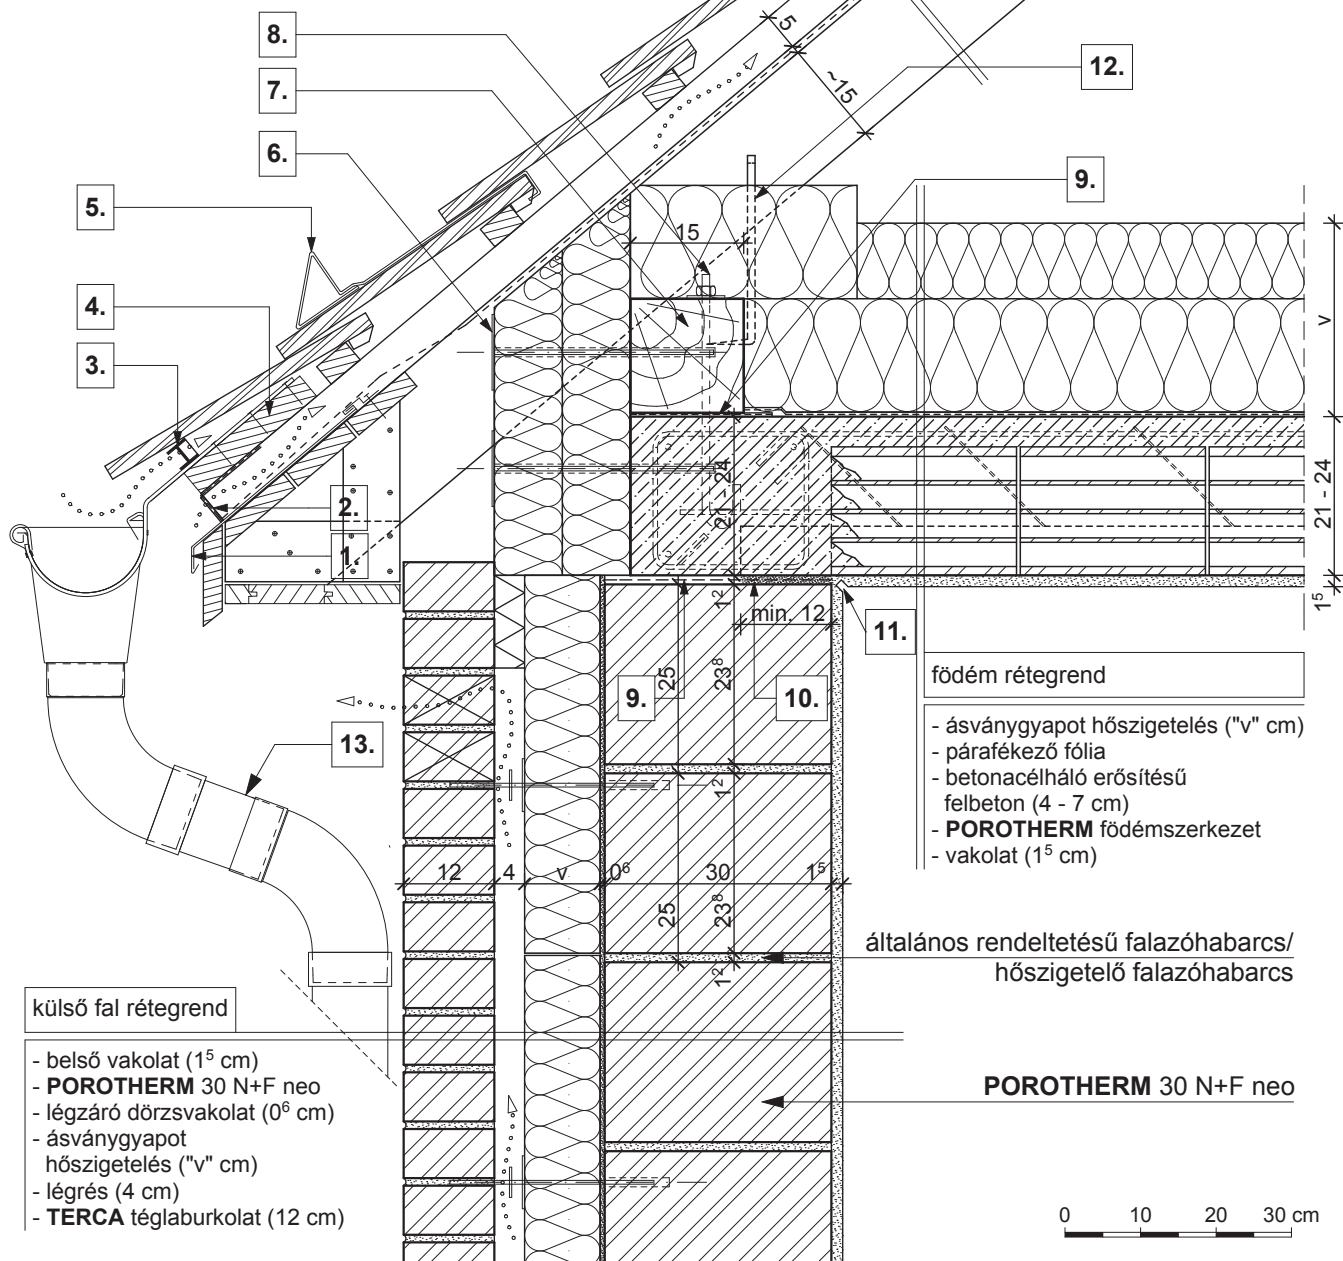 8.
7.
6.
5.
4.
3.
2.
1.
12.
9.
5
~15
15
v
21 - 24
21 - 24
1⁵
1²
min. 12
11.
25
23⁸
9.
10.
13.
1²
12
4
v
0⁶
30
1⁵
25
23⁸
1²
födém rétegrend
- ásványgyapot hőszigetelés ("v" cm)
- párafékező fólia
- betonacélháló erősítésű
felbeton (4 - 7 cm)
- POROTHERM födémszerkezet
- vakolat (1⁵ cm)
általános rendeltetésű falazóhabarcs/
hőszigetelő falazóhabarcs
POROTHERM 30 N+F neo
külső fal rétegrend
- belső vakolat (1⁵ cm)
- POROTHERM 30 N+F neo
- légzáró dörzsvakolat (0⁶ cm)
- ásványgyapot
hőszigetelés ("v" cm)
- légrés (4 cm)
- TERCA téglaburkolat (12 cm)
0 10 20 30 cm